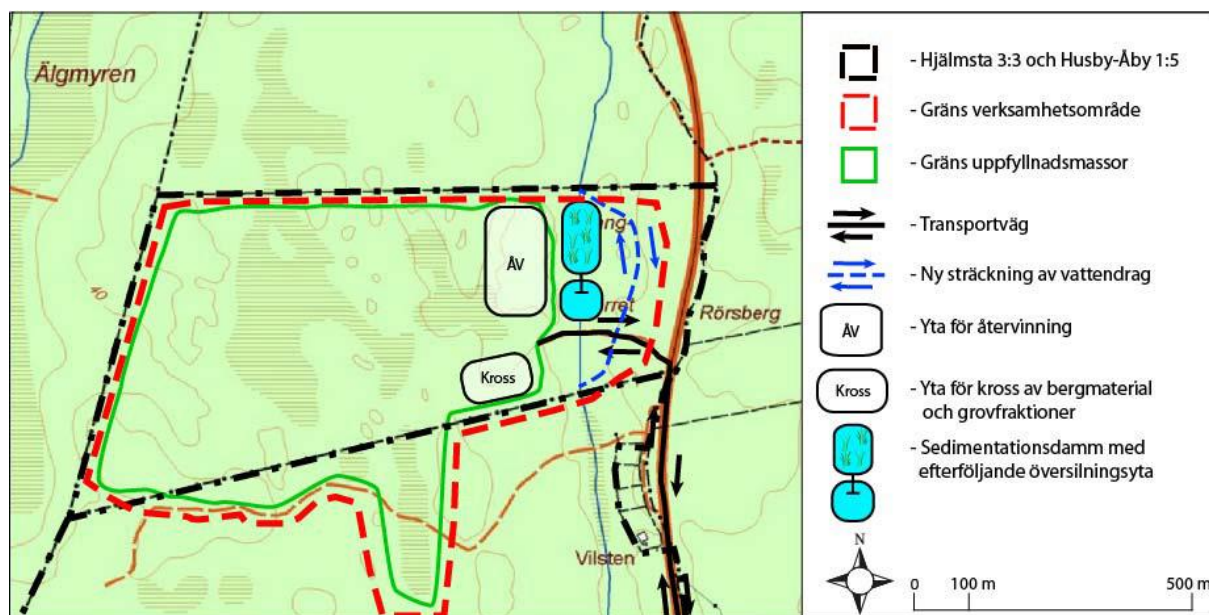 Älgmyren
40
ÅV
Kross
Rörsberg
Vilsten
- Hjälmsta 3:3 och Husby-Åby 1:5
- Gräns verksamhetsområde
- Gräns uppfyllnadsmassor
- Transportväg
- Ny sträckning av vattendrag
ÅV
- Yta för återvinning
Kross
- Yta för kross av bergmaterial
och grovfraktioner
- Sedimentationsdamm med
efterföljande översilningsyta
N
0 100 m 500 m